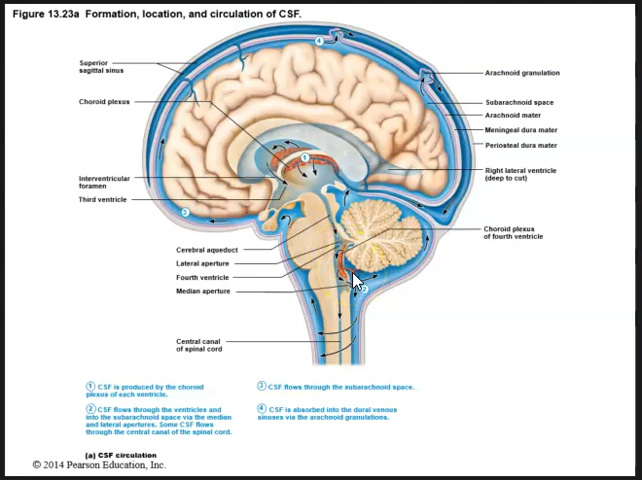 Figure 13.23a Formation, location, and circulation of CSF.
Superior
sagittal sinus
Choroid plexus
Interventricular
foramen
Third ventricle
Cerebral aqueduct
Lateral aperture
Fourth ventricle
Median aperture
Central canal
of spinal cord
Arachnoid granulation
Subarachnoid space
Arachnoid mater
Meningeal dura mater
Periosteal dura mater
Right lateral ventricle
(deep to cut)
Choroid plexus
of fourth ventricle
4
1
3
2
1 CSF is produced by the choroid
plexus of each ventricle.
2 CSF flows through the ventricles and
into the subarachnoid space via the median
and lateral apertures. Some CSF flows
through the central canal of the spinal cord.
3 CSF flows through the subarachnoid space.
4 CSF is absorbed into the dural venous
sinuses via the arachnoid granulations.
(a) CSF circulation
© 2014 Pearson Education, Inc.